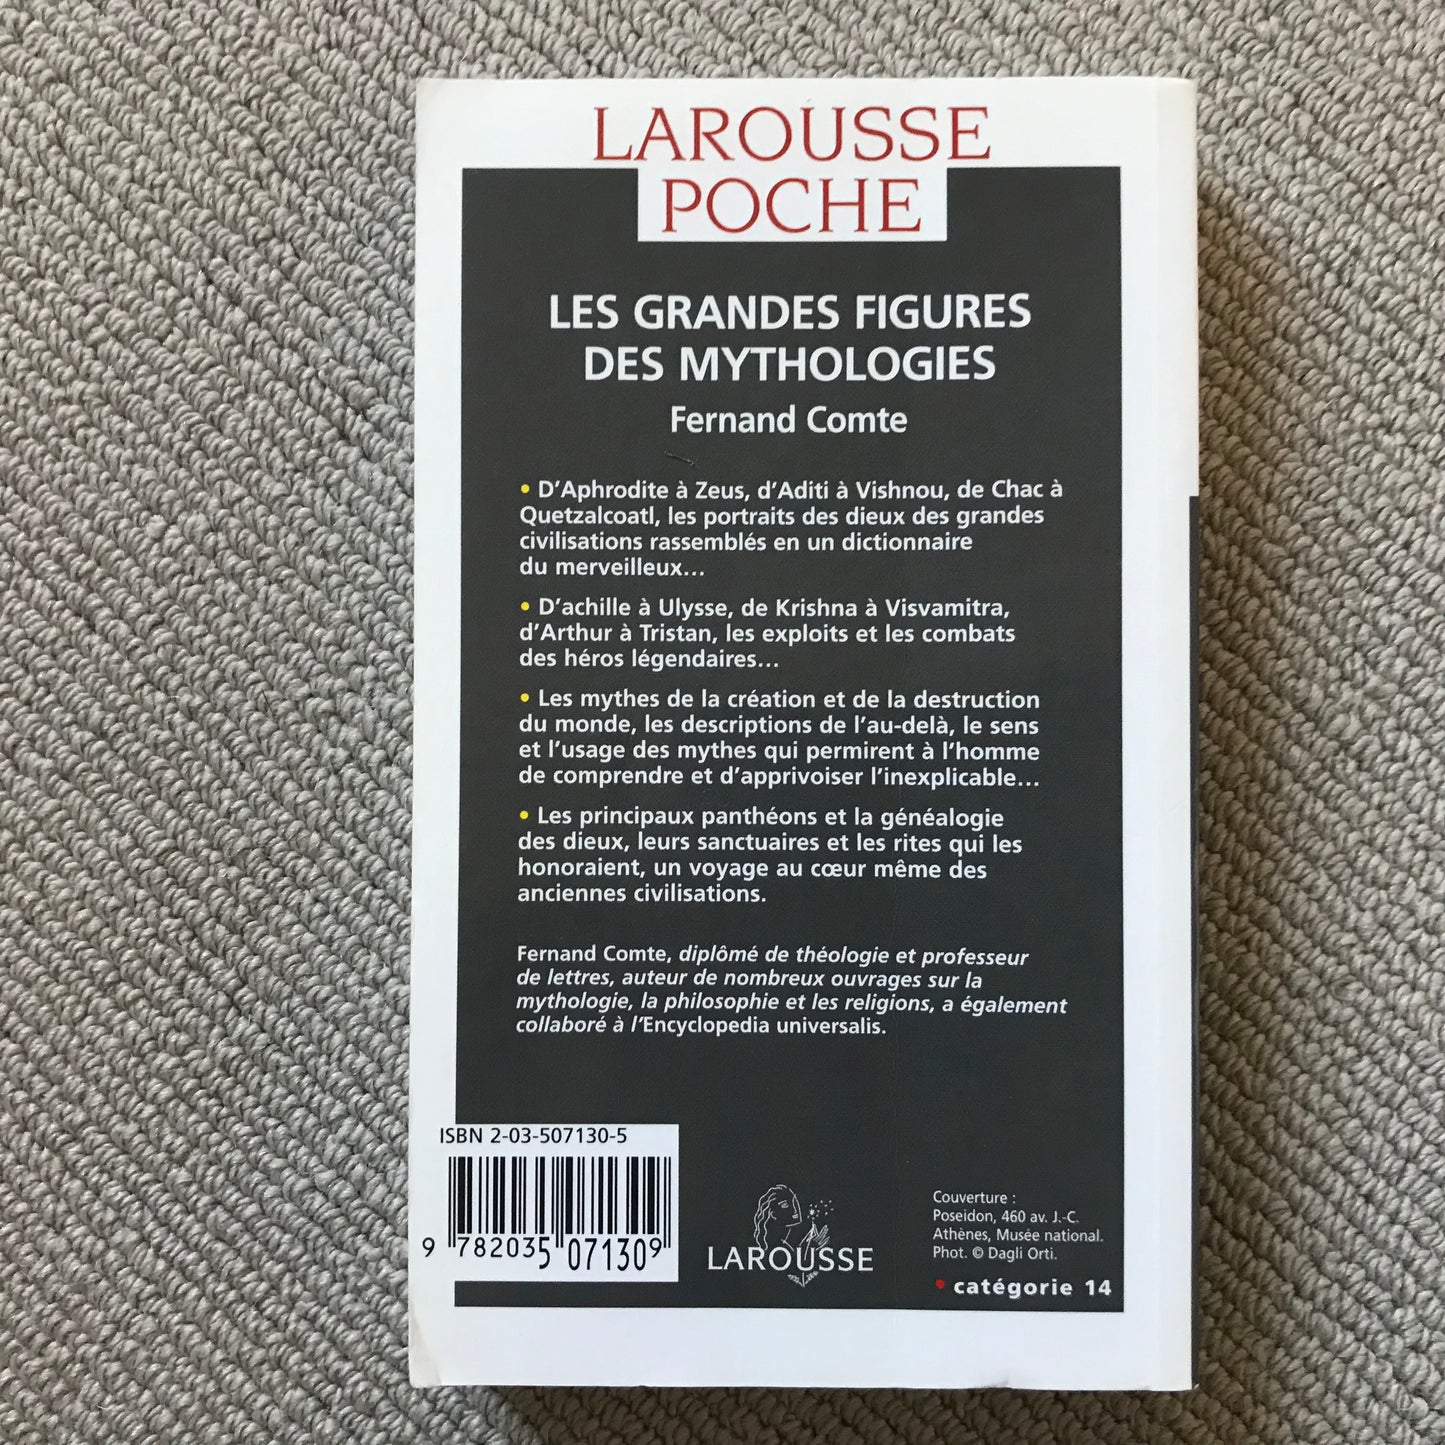 LAROUSSE
POCHE
LES GRANDES FIGURES
DES MYTHOLOGIES
Fernand Comte
• D'Aphrodite à Zeus, d'Aditi à Vishnou, de Chac à
Quetzalcoatl, les portraits des dieux des grandes
civilisations rassemblés en un dictionnaire
du merveilleux...
• D'achille à Ulysse, de Krishna à Visvamitra,
d'Arthur à Tristan, les exploits et les combats
des héros légendaires...
• Les mythes de la création et de la destruction
du monde, les descriptions de l'au-delà, le sens
et l'usage des mythes qui permirent à l'homme
de comprendre et d'apprivoiser l'inexplicable...
• Les principaux panthéons et la généalogie
des dieux, leurs sanctuaires et les rites qui les
honoraient, un voyage au cœur même des
anciennes civilisations.
Fernand Comte, diplômé de théologie et professeur
de lettres, auteur de nombreux ouvrages sur la
mythologie, la philosophie et les religions, a également
collaboré à l'Encyclopedia universalis.
ISBN 2-03-507130-5
9 782035 071309
LAROUSSE
Couverture :
Poseidon, 460 av. J.-C.
Athènes, Musée national.
Phot. © Dagli Orti.
• catégorie 14